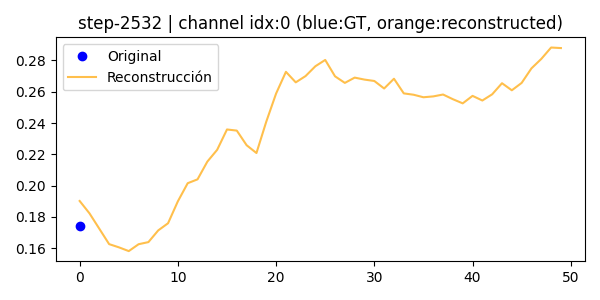 step-2532 | channel idx:0 (blue:GT, orange:reconstructed)
Original
Reconstrucción
0.28
0.26
0.24
0.22
0.20
0.18
0.16
0 10 20 30 40 50